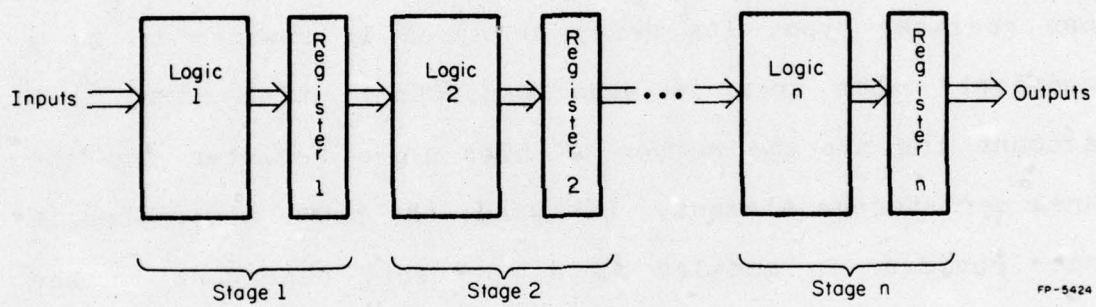 Inputs
Logic
1
Register 1
Logic
2
Register 2
...
Logic
n
Register n
Outputs
Stage 1
Stage 2
Stage n
FP-5424